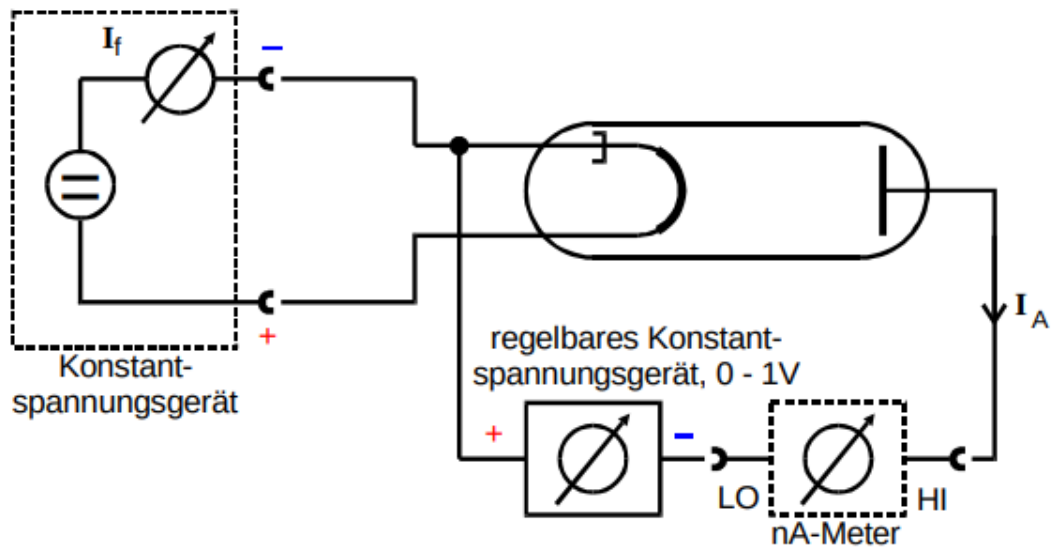 I_f
−
+
Konstant-
spannungsgerät
I_A
regelbares Konstant-
spannungsgerät, 0 - 1V
+
−
LO
HI
nA-Meter